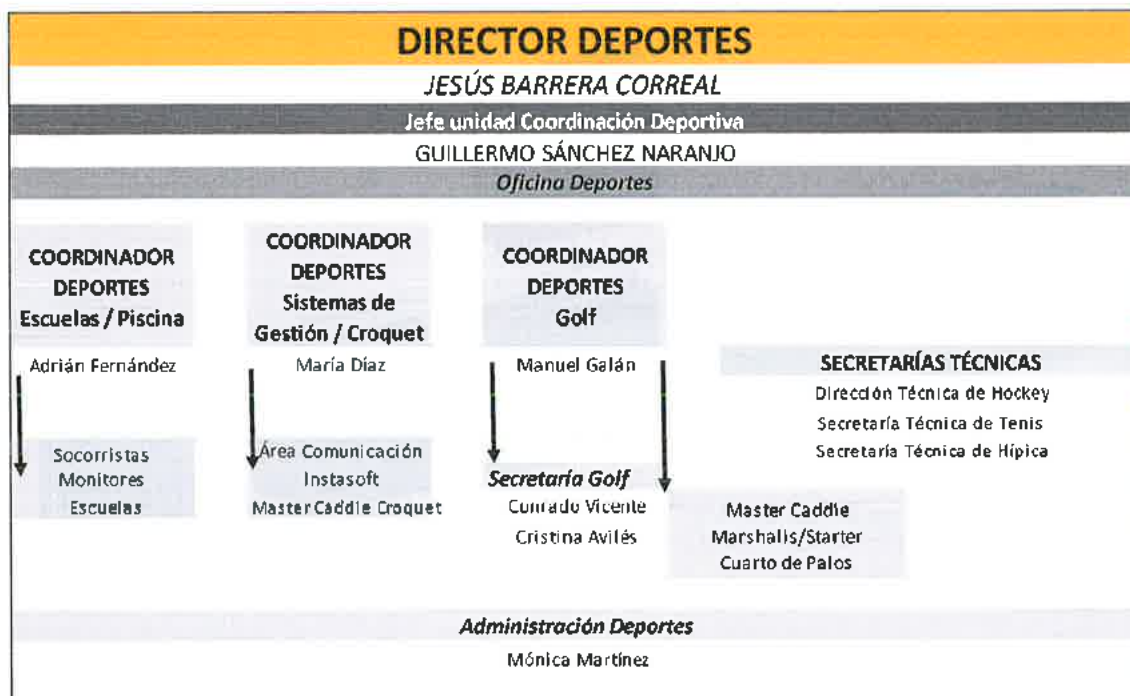 DIRECTOR DEPORTES
JESÚS BARRERA CORREAL
Jefe unidad Coordinación Deportiva
GUILLERMO SÁNCHEZ NARANJO
Oficina Deportes
COORDINADOR
DEPORTES
Escuelas / Piscina
Adrián Fernández
Socorristas
Monitores
Escuelas
COORDINADOR
DEPORTES
Sistemas de
Gestión / Croquet
María Díaz
Área Comunicación
Instasoft
Master Caddie Croquet
COORDINADOR
DEPORTES
Golf
Manuel Galán
Secretaría Golf
Conrado Vicente
Cristina Avilés
Master Caddie
Marshalls/Starter
Cuarto de Palos
SECRETARÍAS TÉCNICAS
Dirección Técnica de Hockey
Secretaría Técnica de Tenis
Secretaría Técnica de Hípica
Administración Deportes
Mónica Martínez